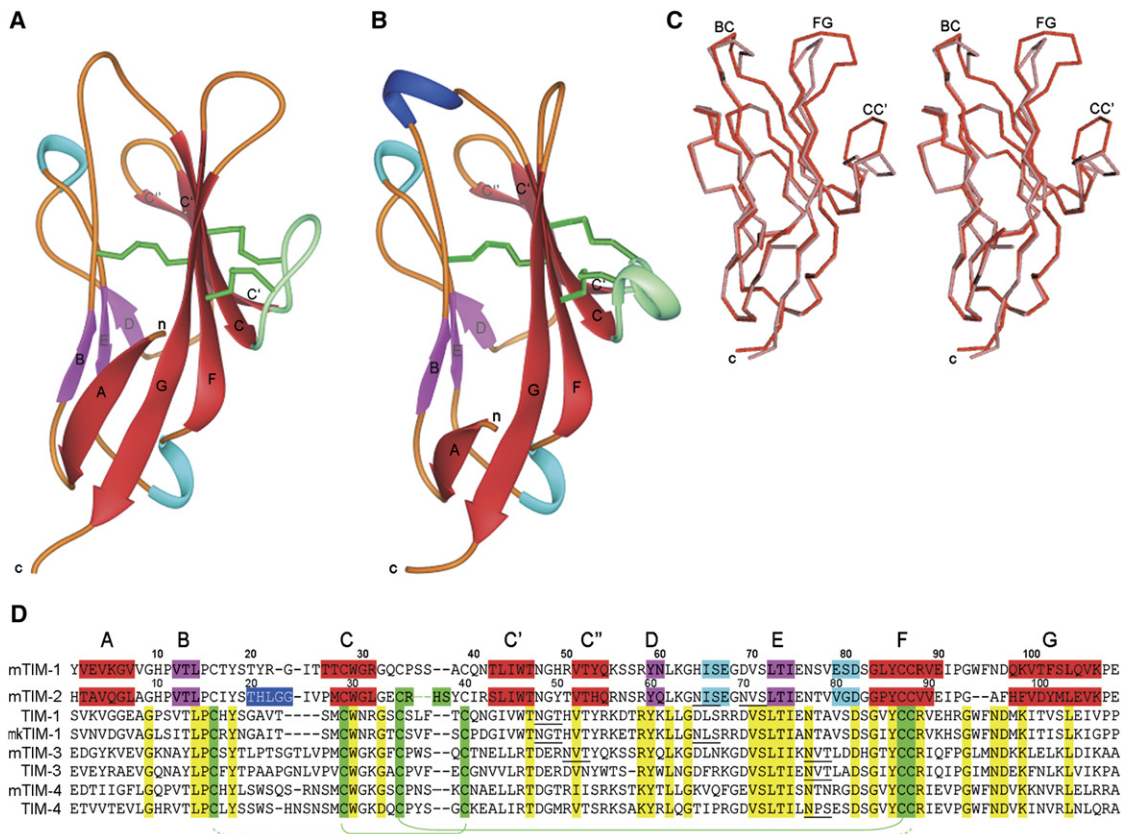 A
B
C
BC
FG
CC'
BC
FG
CC'
C''
C'
C'
C
D
n
B
E
A
G
F
c
C''
C'
C'
C
D
n
B
E
A
G
F
c
c
c
D
A B C C' C'' D E F G
10 10 20 30 40 50 60 70 80 90 100
mTIM-1 YVEVKGVVGHPVTLPCTYSTYR-G-ITTTCWGRGQCPSS--ACQNTLIWTNGHRVTYQKSSRYNLKGHISEGDVSLTIENSVESDSGLYCCRVEIPGWFNDQKVTFSLQVKPE
mTIM-2 HTAVQGLAGHPVTLPCIYSTHLGG-IVPMCWGLGECR--HSYCIRSLIWTNGYTVTHQRNSRYQLKGNISEGNVSLTIENTVVGDGGPYCCVVEIPG--AFHFVDYMLEVKPE
10 20 30 40 50 60 70 80 90 100
TIM-1 SVKVGGEAGPSVTLPCHYSGAVT----SMCWNRGSCSLF--TCQNGIVWTNGTHVTYRKDTRYKLLGDLSRRDVSLTIENTAVSDSGVYCCRVEHRGWFNDMKITVSLEIVPP
mkTIM-1 SVNVDGVAGLSITLPCRYNGAIT----SMCWNRGTCSVF--SCPDGIVWTNGTHVTYRKETRYKLLGNLSRRDVSLTIANTAVSDSGIYCCRVKHSGWFNDMKITISLKIGPP
mTIM-3 EDGYKVEVGKNAYLPCSYTLPTSGTLVPMCWGKGFCPWS--QCTNELLRTDERNVTYQKSSRYQLKGDLNKGDVSLIIKNVTLDDHGTYCCRIQFPGLMNDKKLELKLDIKAA
TIM-3 EVEYRAEVGQNAYLPCFYTPAAPGNLVPVCWGKGACPVF--ECGNVVLRTDERDVNYWTS-RYWLNGDFRKGDVSLTIENVTLADSGIYCCRIQIPGIMNDEKFNLKLVIKPA
mTIM-4 EDTIIGFLGQPVTLPCHYLSWSQS-RNSMCWGKGSCPNS--KCNAELLRTDGTRIISRKSTKYTLLGKVQFGEVSLTISNTNRGDSGVYCCRIEVPGWFNDVKKNVRLELRRA
TIM-4 ETVVTEVLGHRVTLPCLYSSWS-HNSNSMCWGKDQCPYS--GCKEALIRTDGMRVTSRKSAKYRLQGTIPRGDVSLTILNPSESDSGVYCCRIEVPGWFNDVKINVRLNLQRA